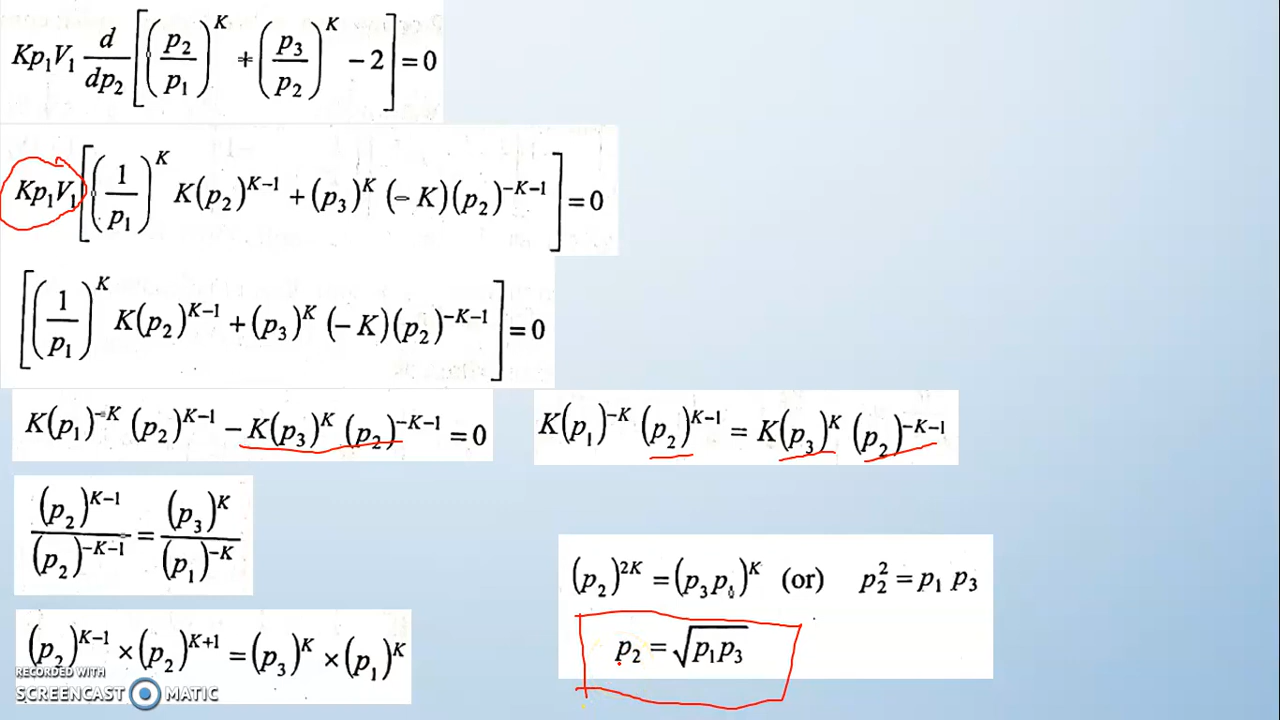 Kp₁V₁ d/dp₂ [(p₂/p₁)^K + (p₃/p₂)^K − 2] = 0
Kp₁V₁ [(1/p₁)^K K(p₂)^(K−1) + (p₃)^K (−K)(p₂)^(−K−1)] = 0
[(1/p₁)^K K(p₂)^(K−1) + (p₃)^K (−K)(p₂)^(−K−1)] = 0
K(p₁)^(−K) (p₂)^(K−1) − K(p₃)^K (p₂)^(−K−1) = 0
K(p₁)^(−K) (p₂)^(K−1) = K(p₃)^K (p₂)^(−K−1)
(p₂)^(K−1)/(p₂)^(−K−1) = (p₃)^K/(p₁)^(−K)
(p₂)^(K−1) × (p₂)^(K+1) = (p₃)^K × (p₁)^K
(p₂)^(2K) = (p₃p₁)^K (or) p₂² = p₁ p₃
p₂ = √(p₁p₃)
RECORDED WITH
SCREENCAST MATIC